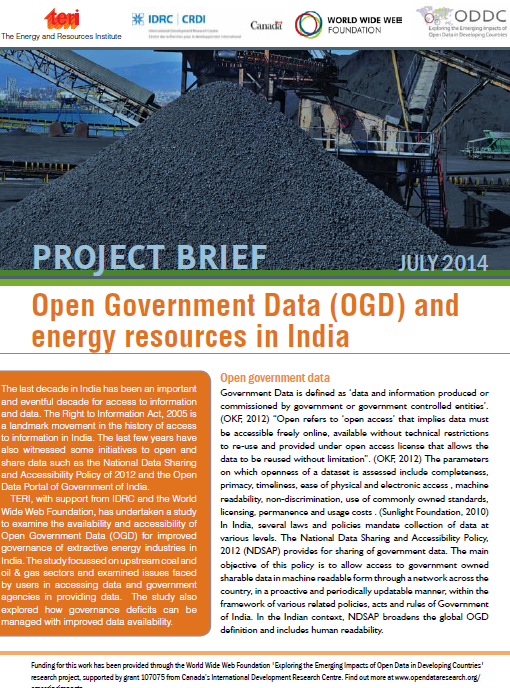 teri
The Energy and Resources Institute
IDRC | CRDI
International Development Research Centre
Centre de recherches pour le développement international
Canada
WORLD WIDE WEB
FOUNDATION
ODDC
Exploring the Emerging Impacts of
Open Data in Developing Countries
PROJECT BRIEF
JULY 2014
Open Government Data (OGD) and
energy resources in India
The last decade in India has been an important
and eventful decade for access to information
and data. The Right to Information Act, 2005 is
a landmark movement in the history of access
to information in India. The last few years have
also witnessed some initiatives to open and
share data such as the National Data Sharing
and Accessibility Policy of 2012 and the Open
Data Portal of Government of India.
TERI, with support from IDRC and the World
Wide Web Foundation, has undertaken a study
to examine the availability and accessibility of
Open Government Data (OGD) for improved
governance of extractive energy industries in
India. The study focussed on upstream coal and
oil & gas sectors and examined issues faced
by users in accessing data and government
agencies in providing data. The study also
explored how governance deficits can be
managed with improved data availability.
Open government data
Government Data is defined as ‘data and information produced or
commissioned by government or government controlled entities’.
(OKF, 2012) “Open refers to ‘open access’ that implies data must
be accessible freely online, available without technical restrictions
to re-use and provided under open access license that allows the
data to be reused without limitation”. (OKF, 2012) The parameters
on which openness of a dataset is assessed include completeness,
primacy, timeliness, ease of physical and electronic access , machine
readability, non-discrimination, use of commonly owned standards,
licensing, permanence and usage costs . (Sunlight Foundation, 2010)
In India, several laws and policies mandate collection of data at
various levels. The National Data Sharing and Accessibility Policy,
2012 (NDSAP) provides for sharing of government data. The main
objective of this policy is to allow access to government owned
sharable data in machine readable form through a network across the
country, in a proactive and periodically updatable manner, within the
framework of various related policies, acts and rules of Government
of India. In the Indian context, NDSAP broadens the global OGD
definition and includes human readability.
Funding for this work has been provided through the World Wide Web Foundation 'Exploring the Emerging Impacts of Open Data in Developing Countries'
research project, supported by grant 107075 from Canada's International Development Research Centre. Find out more at www.opendataresearch.org/